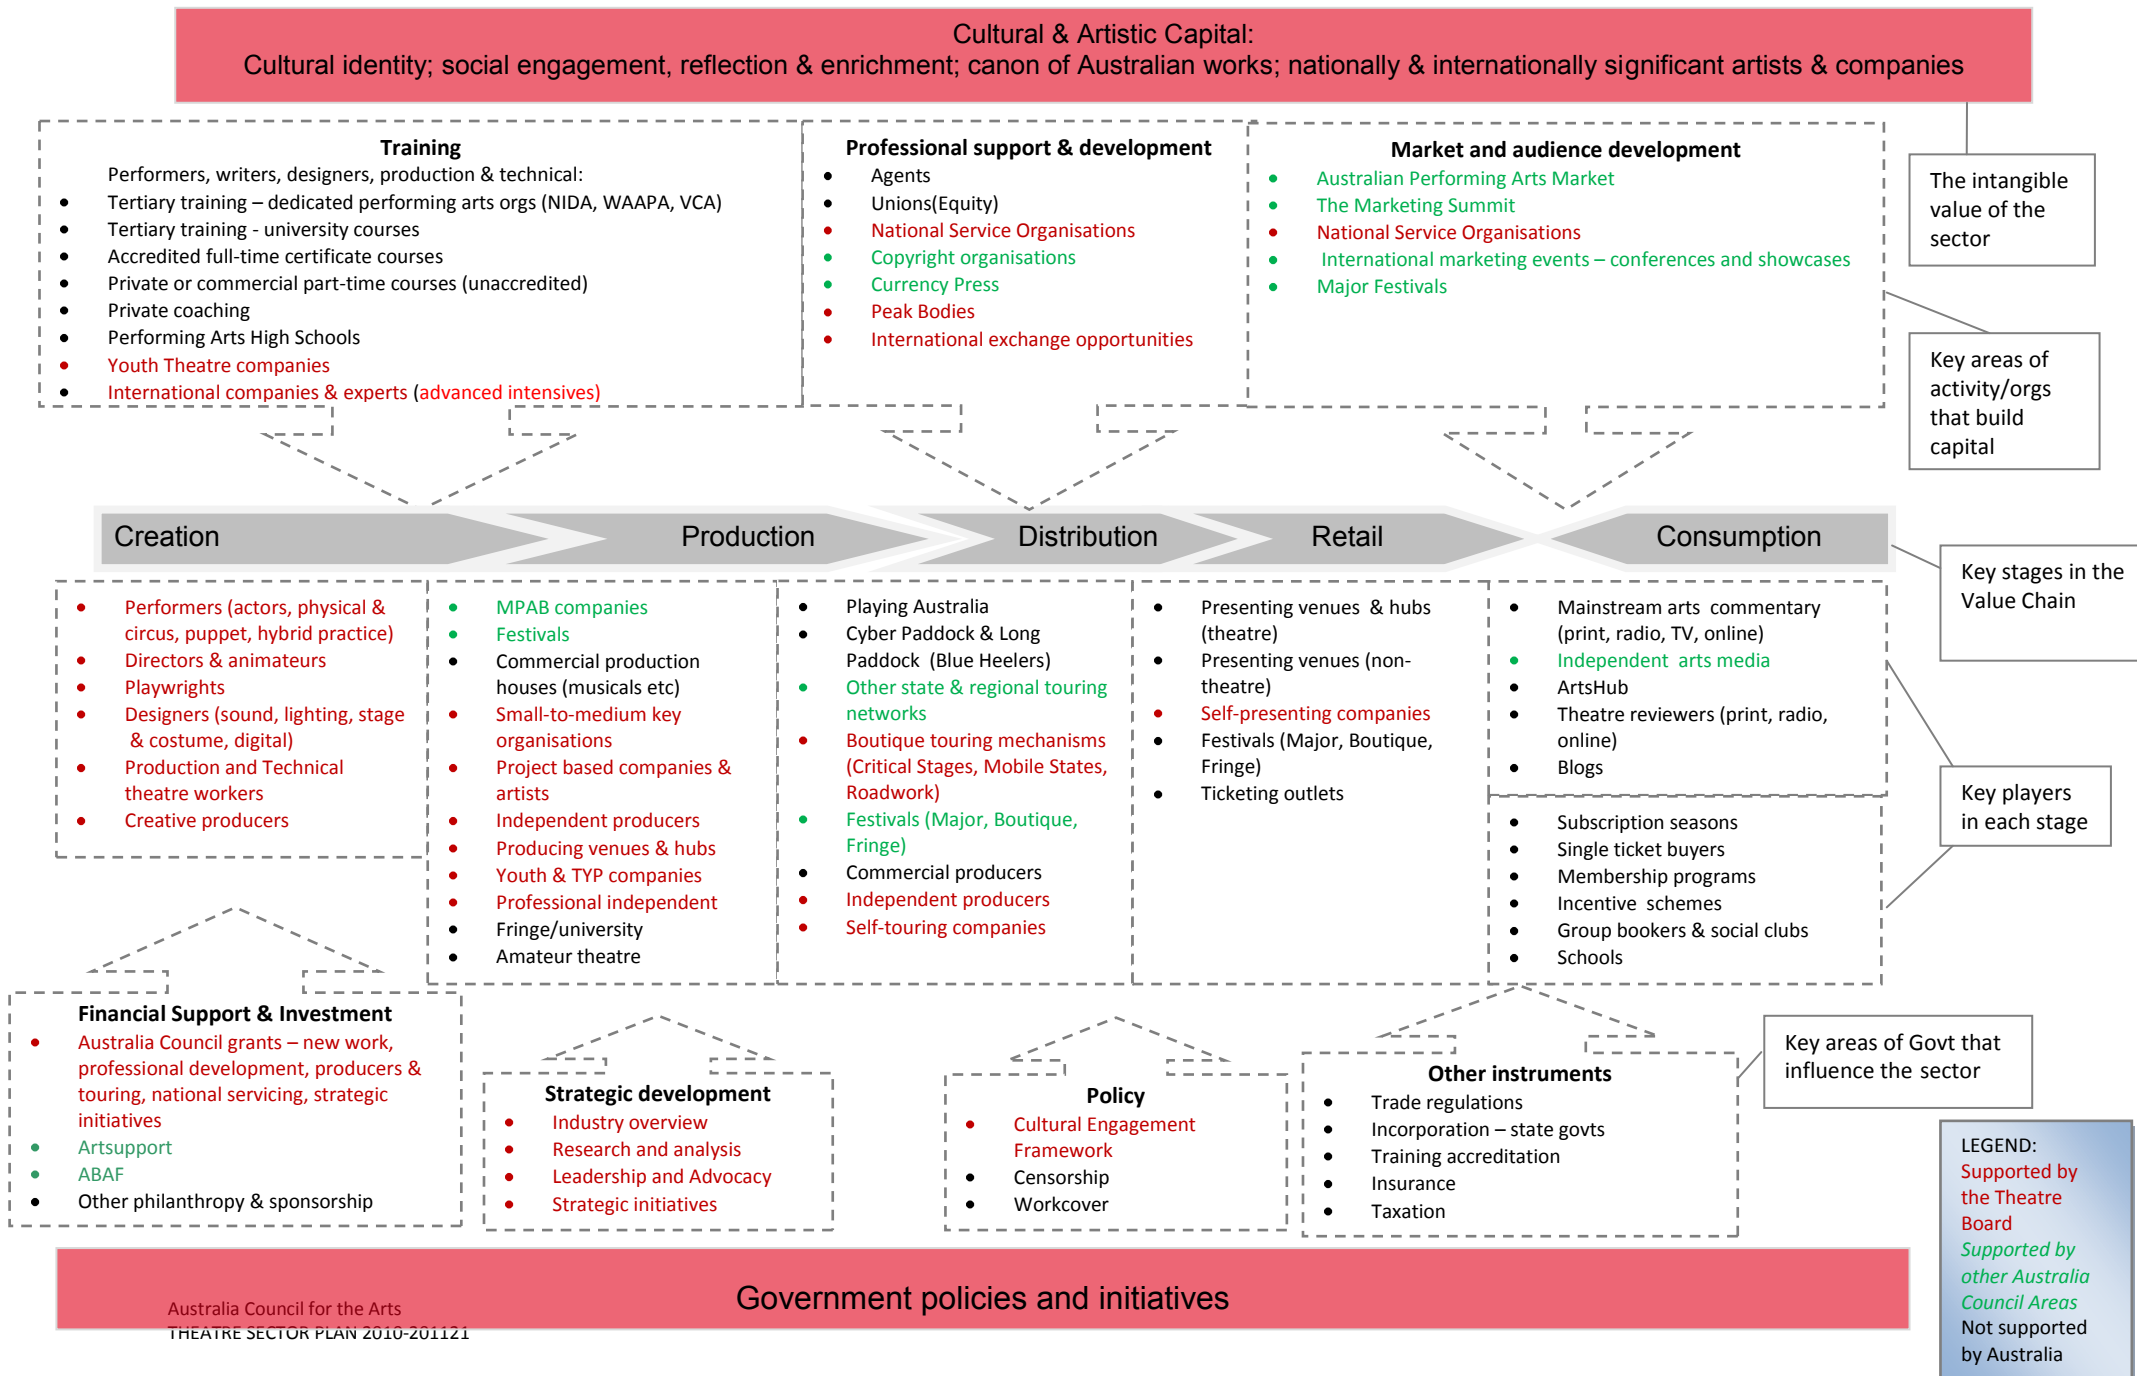 Cultural & Artistic Capital:
Cultural identity; social engagement, reflection & enrichment; canon of Australian works; nationally & internationally significant artists & companies
Training
Performers, writers, designers, production & technical:
• Tertiary training – dedicated performing arts orgs (NIDA, WAAPA, VCA)
• Tertiary training - university courses
• Accredited full-time certificate courses
• Private or commercial part-time courses (unaccredited)
• Private coaching
• Performing Arts High Schools
• Youth Theatre companies
• International companies & experts (advanced intensives)
Professional support & development
• Agents
• Unions(Equity)
• National Service Organisations
• Copyright organisations
• Currency Press
• Peak Bodies
• International exchange opportunities
Market and audience development
• Australian Performing Arts Market
• The Marketing Summit
• National Service Organisations
• International marketing events – conferences and showcases
• Major Festivals
The intangible
value of the
sector
Key areas of
activity/orgs
that build
capital
Creation
Production
Distribution
Retail
Consumption
Key stages in the
Value Chain
• Performers (actors, physical &
circus, puppet, hybrid practice)
• Directors & animateurs
• Playwrights
• Designers (sound, lighting, stage
& costume, digital)
• Production and Technical
theatre workers
• Creative producers
• MPAB companies
• Festivals
• Commercial production
houses (musicals etc)
• Small-to-medium key
organisations
• Project based companies &
artists
• Independent producers
• Producing venues & hubs
• Youth & TYP companies
• Professional independent
• Fringe/university
• Amateur theatre
• Playing Australia
• Cyber Paddock & Long
Paddock (Blue Heelers)
• Other state & regional touring
networks
• Boutique touring mechanisms
(Critical Stages, Mobile States,
Roadwork)
• Festivals (Major, Boutique,
Fringe)
• Commercial producers
• Independent producers
• Self-touring companies
• Presenting venues & hubs
(theatre)
• Presenting venues (non-
theatre)
• Self-presenting companies
• Festivals (Major, Boutique,
Fringe)
• Ticketing outlets
• Mainstream arts commentary
(print, radio, TV, online)
• Independent arts media
• ArtsHub
• Theatre reviewers (print, radio,
online)
• Blogs
• Subscription seasons
• Single ticket buyers
• Membership programs
• Incentive schemes
• Group bookers & social clubs
• Schools
Key players
in each stage
Financial Support & Investment
• Australia Council grants – new work,
professional development, producers &
touring, national servicing, strategic
initiatives
• Artsupport
• ABAF
• Other philanthropy & sponsorship
Strategic development
• Industry overview
• Research and analysis
• Leadership and Advocacy
• Strategic initiatives
Policy
• Cultural Engagement
Framework
• Censorship
• Workcover
Other instruments
• Trade regulations
• Incorporation – state govts
• Training accreditation
• Insurance
• Taxation
Key areas of Govt that
influence the sector
LEGEND:
Supported by
the Theatre
Board
Supported by
other Australia
Council Areas
Not supported
by Australia
Government policies and initiatives
Australia Council for the Arts
THEATRE SECTOR PLAN 2010-201121